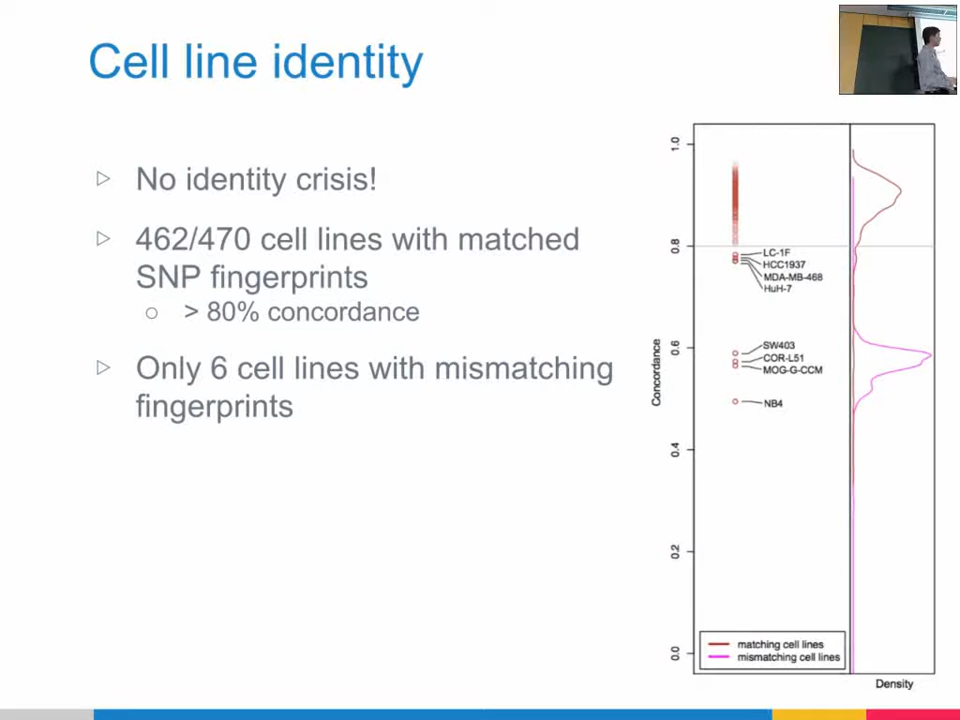 Cell line identity
No identity crisis!
462/470 cell lines with matched
SNP fingerprints
> 80% concordance
Only 6 cell lines with mismatching
fingerprints
1.0
0.8
0.6
0.4
0.2
0.0
Concordance
LC-1F
HCC1937
MDA-MB-468
HuH-7
SW403
COR-L51
MOG-G-CCM
NB4
matching cell lines
mismatching cell lines
Density